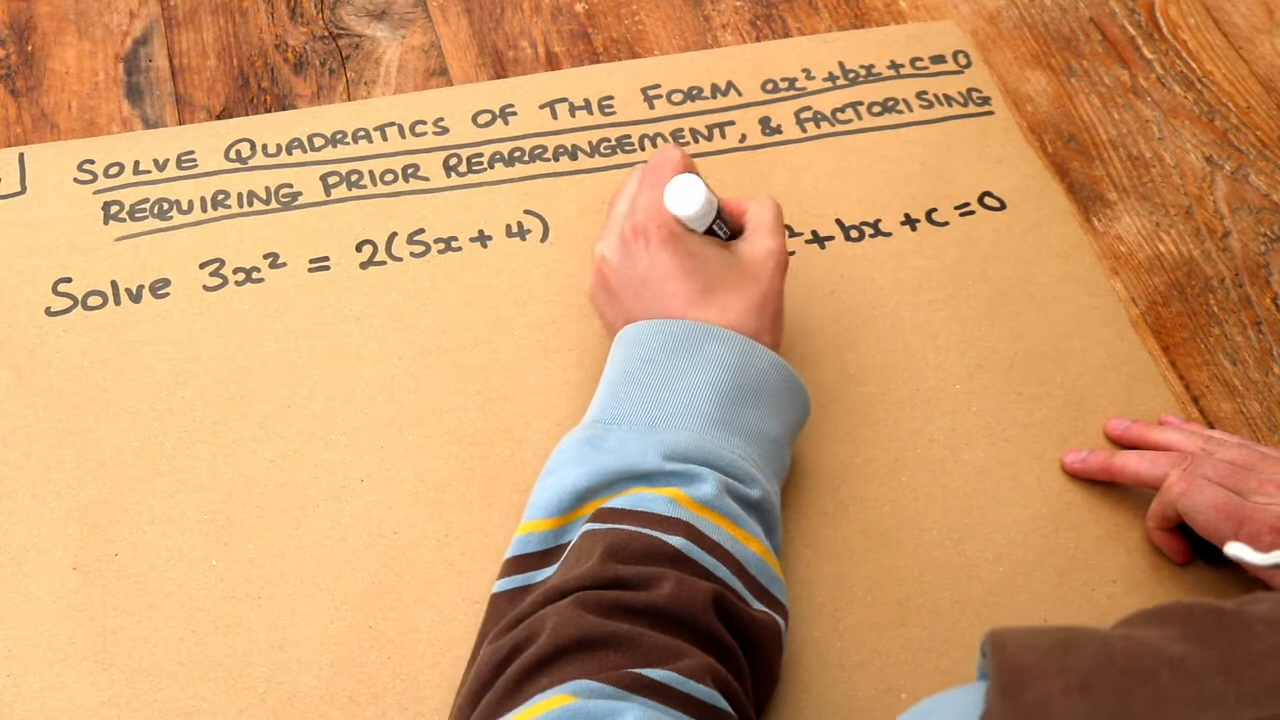 SOLVE QUADRATICS OF THE FORM ax²+bx+c=0
REQUIRING PRIOR REARRANGEMENT, & FACTORISING
Solve 3x² = 2(5x+4)
²+bx+c=0